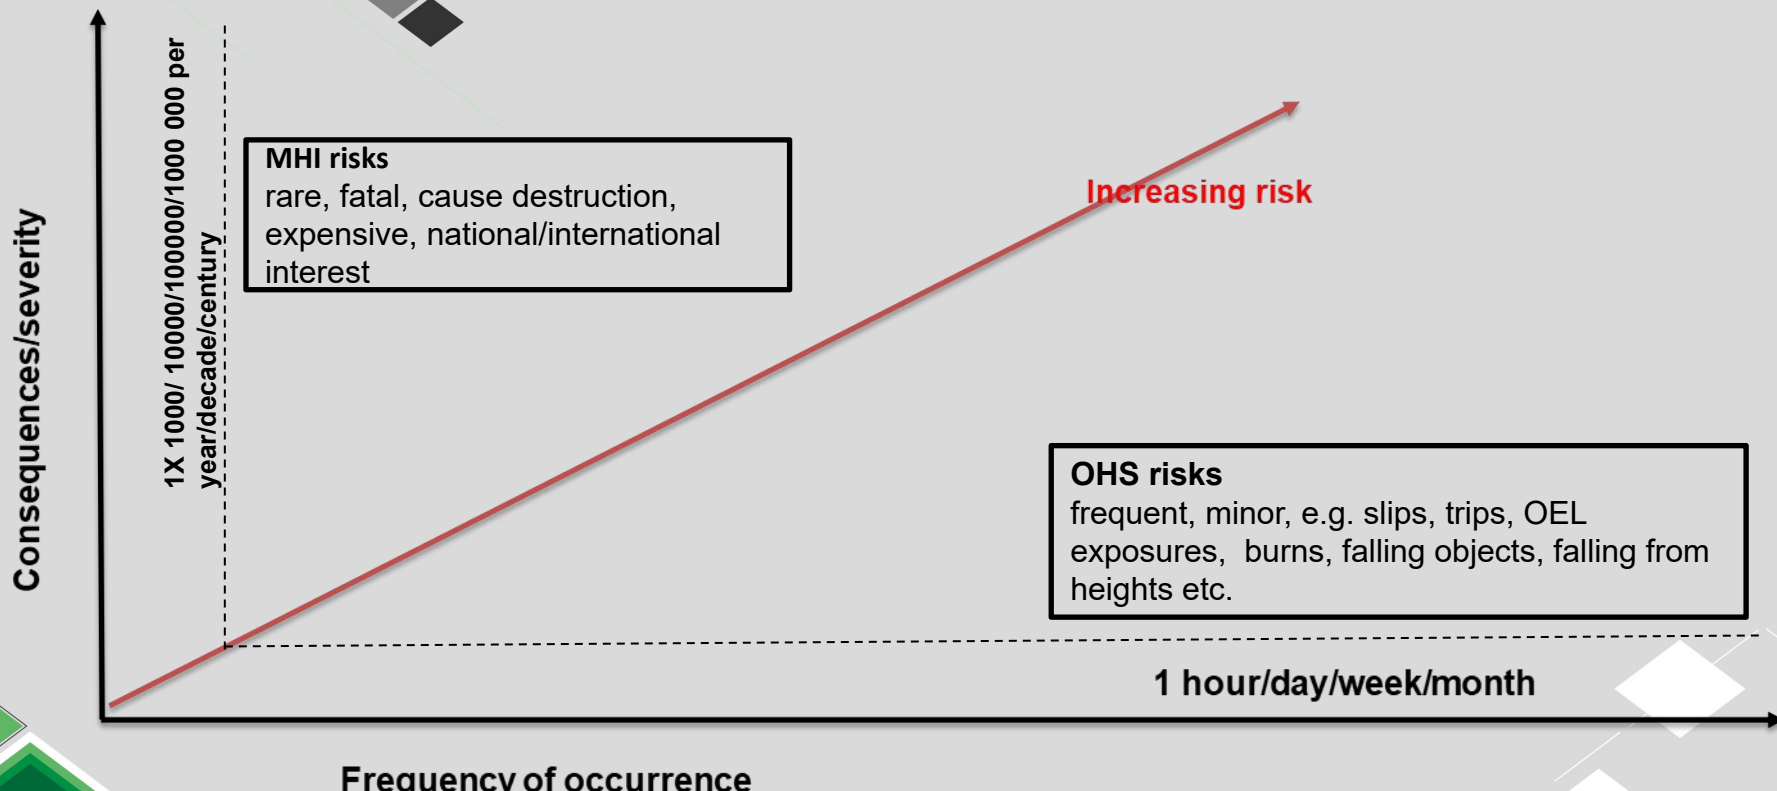 Consequences/severity
1X 1000/ 10000/100000/1000 000 per
year/decade/century
MHI risks
rare, fatal, cause destruction,
expensive, national/international
interest
Increasing risk
OHS risks
frequent, minor, e.g. slips, trips, OEL
exposures,  burns, falling objects, falling from
heights etc.
1 hour/day/week/month
Frequency of occurrence